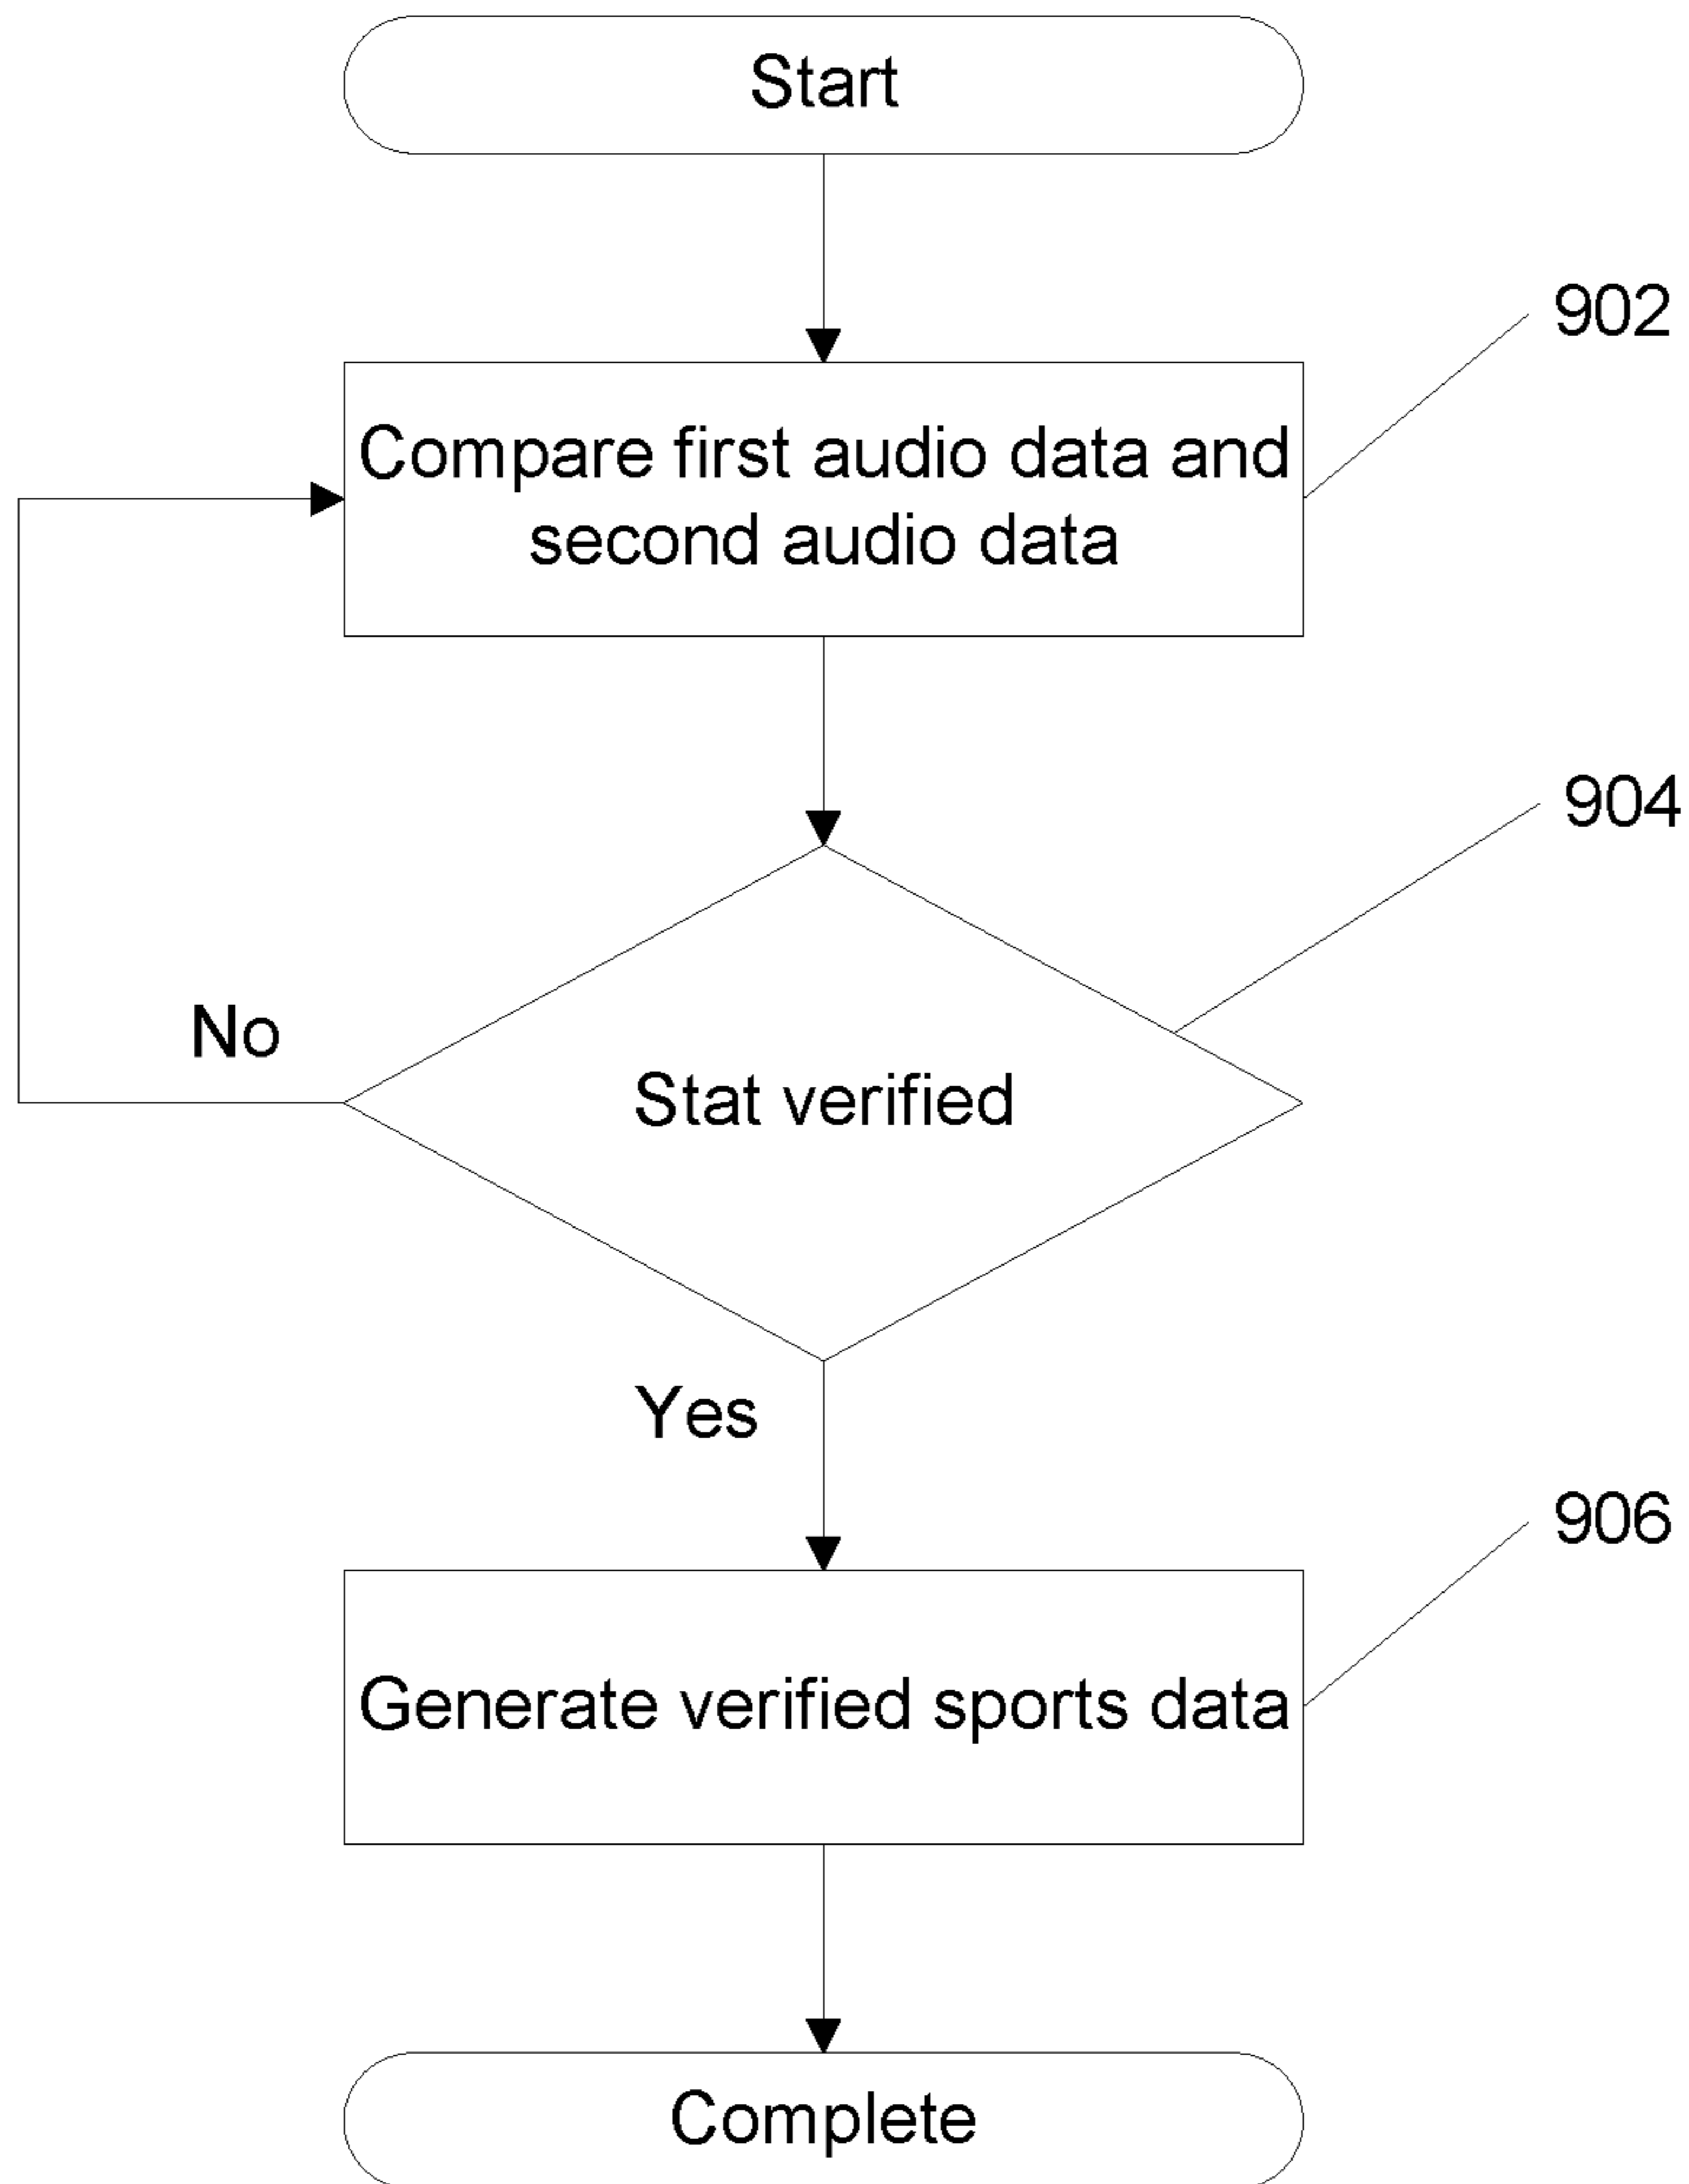 Start
902
Compare first audio data and
second audio data
904
No
Stat verified
Yes
906
Generate verified sports data
Complete